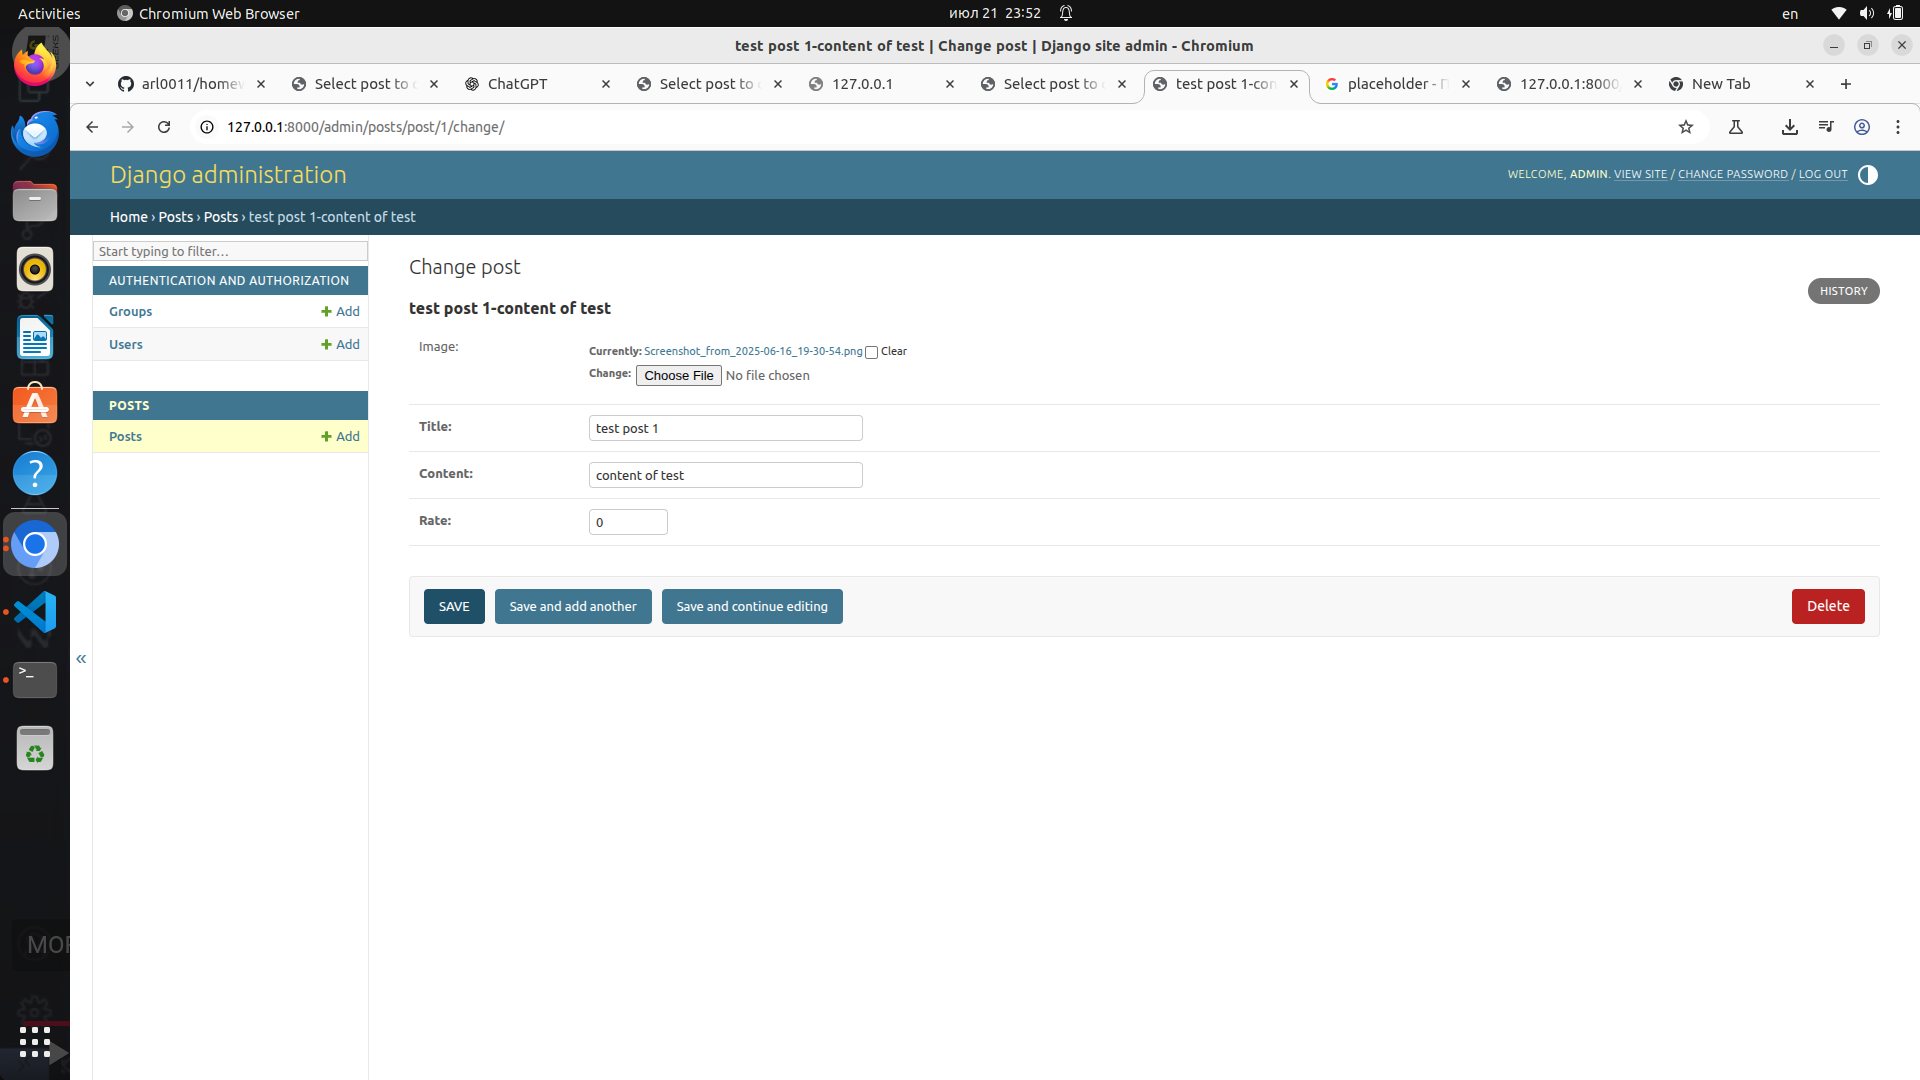 Activities
Chromium Web Browser
июл 21 23:52
en
test post 1-content of test | Change post | Django site admin - Chromium
arl0011/homew
Select post to c
ChatGPT
Select post to c
127.0.0.1
Select post to c
test post 1-con
placeholder - П
127.0.0.1:8000
New Tab
127.0.0.1:8000/admin/posts/post/1/change/
Django administration
WELCOME, ADMIN. VIEW SITE / CHANGE PASSWORD / LOG OUT
Home › Posts › Posts › test post 1-content of test
Start typing to filter…
AUTHENTICATION AND AUTHORIZATION
Groups + Add
Users + Add
POSTS
Posts + Add
«
Change post
HISTORY
test post 1-content of test
Image:
Currently: Screenshot_from_2025-06-16_19-30-54.png Clear
Change: Choose File No file chosen
Title: test post 1
Content: content of test
Rate: 0
SAVE
Save and add another
Save and continue editing
Delete